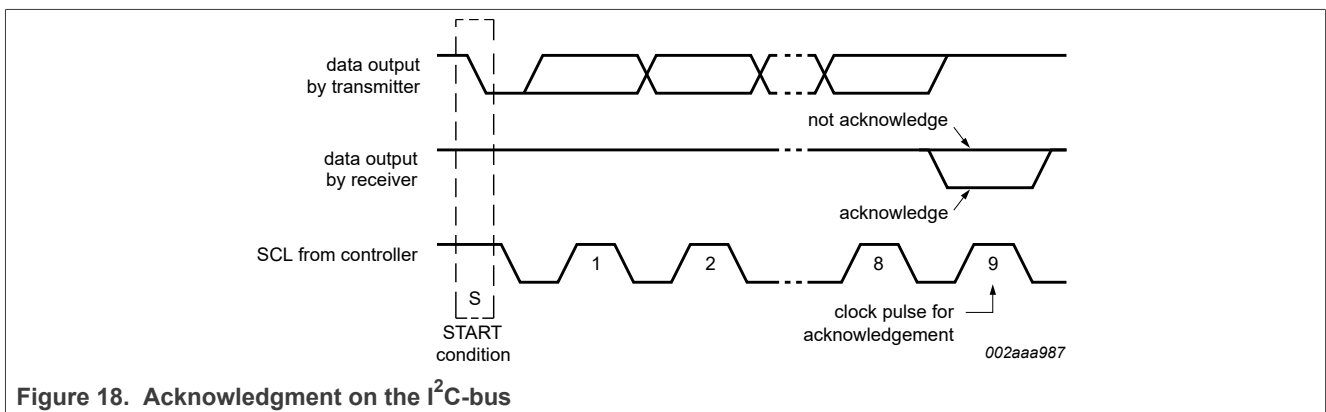 data output
by transmitter
not acknowledge
data output
by receiver
acknowledge
SCL from controller
1
2
8
9
S
START
condition
clock pulse for
acknowledgement
002aaa987
Figure 18. Acknowledgment on the I²C-bus